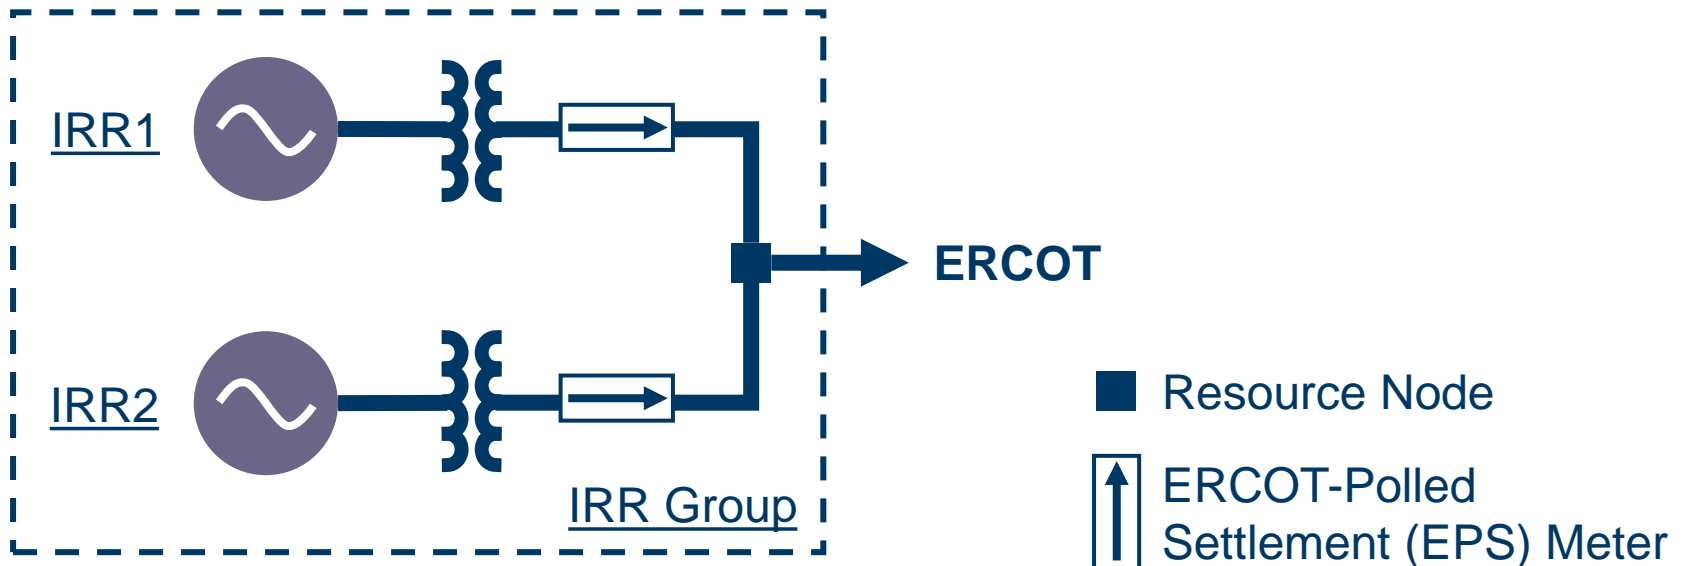 IRR1
ERCOT
IRR2
Resource Node
IRR Group
ERCOT-Polled
Settlement (EPS) Meter